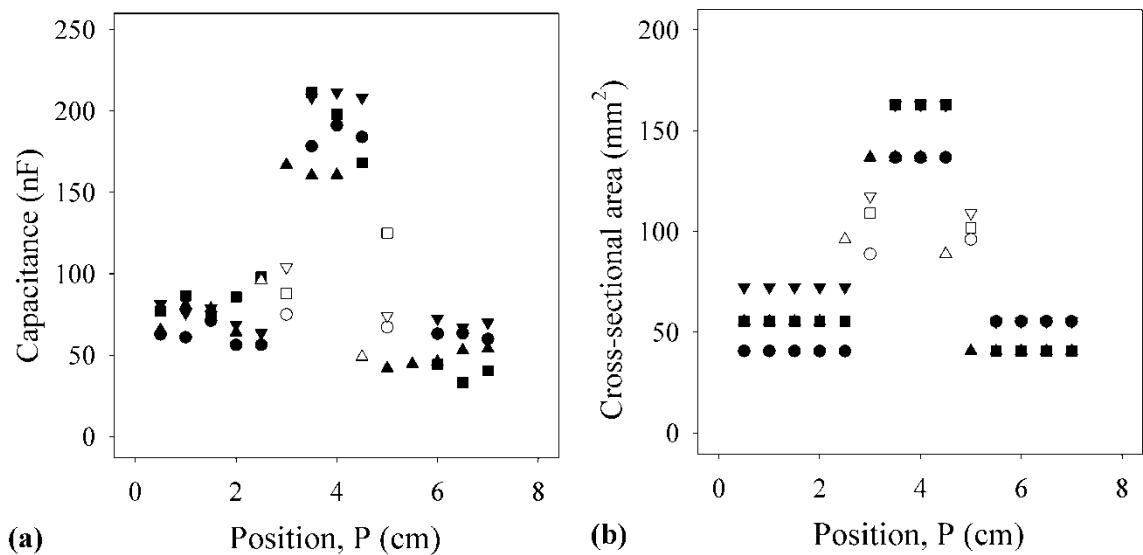 250
200
150
100
50
0
Capacitance (nF)
0 2 4 6 8
(a) Position, P (cm)
200
150
100
50
0
Cross-sectional area (mm²)
0 2 4 6 8
(b) Position, P (cm)